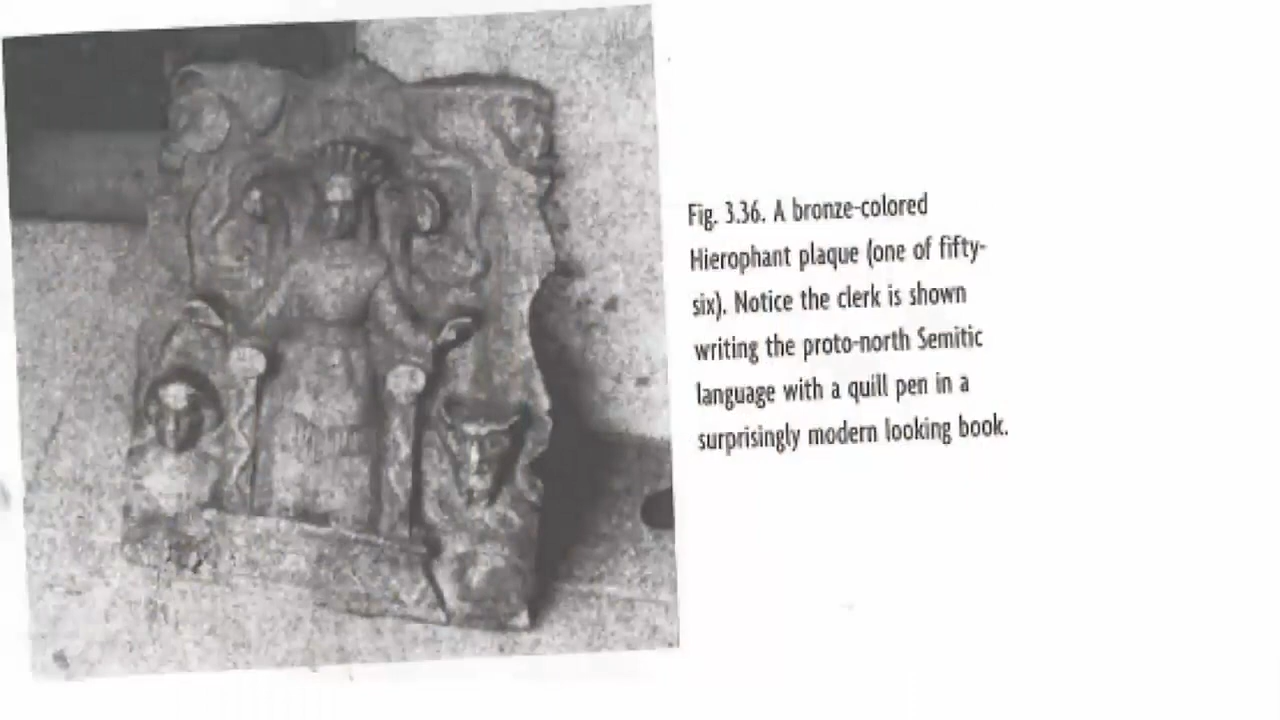 Fig. 3.36. A bronze-colored
Hierophant plaque (one of fifty-
six). Notice the clerk is shown
writing the proto-north Semitic
language with a quill pen in a
surprisingly modern looking book.